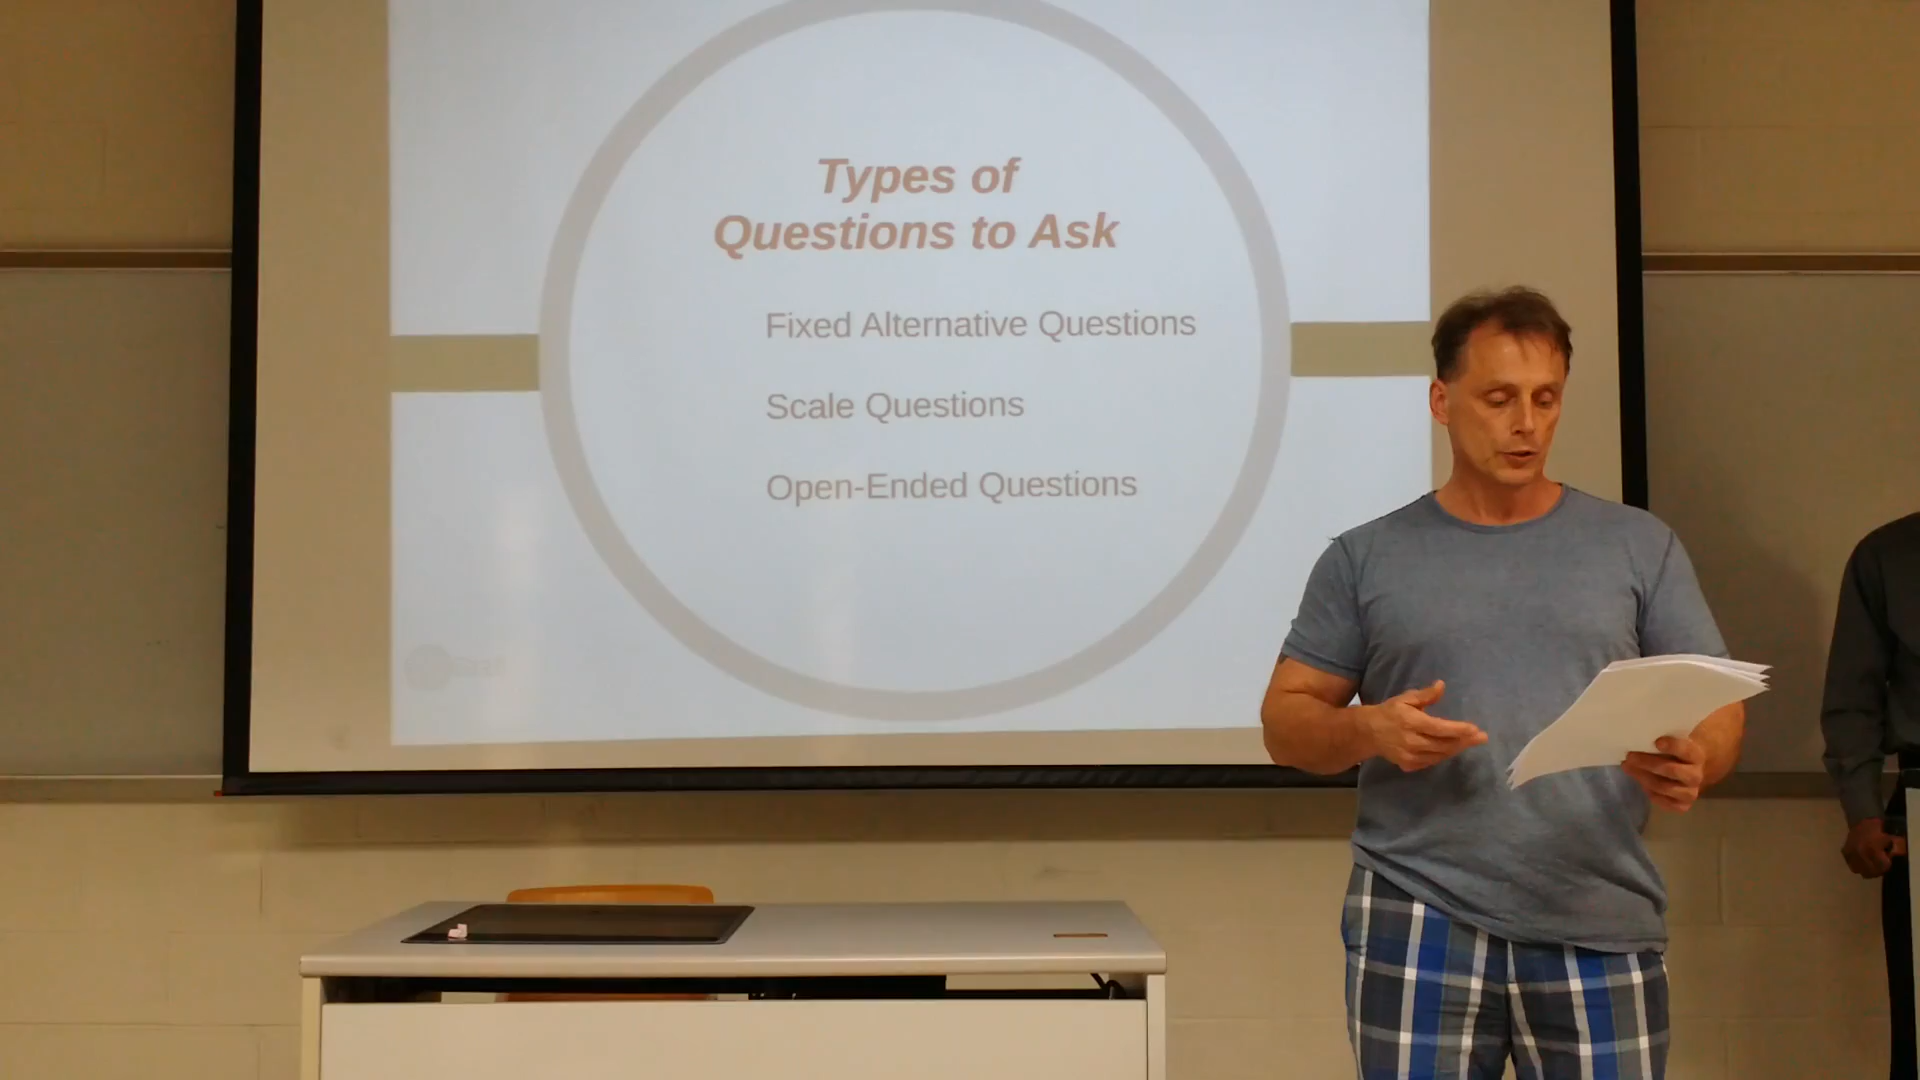 Types of
Questions to Ask
Fixed Alternative Questions
Scale Questions
Open-Ended Questions